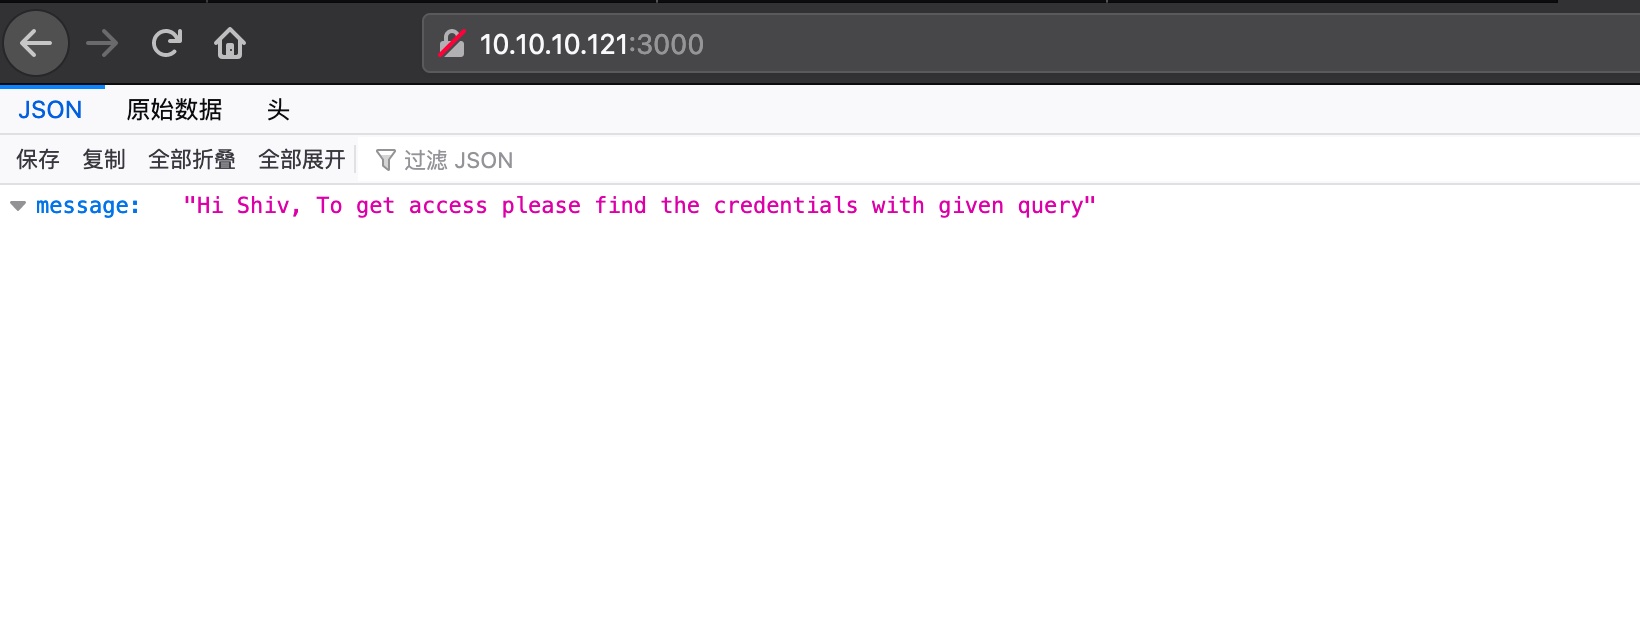 10.10.10.121:3000
JSON 原始数据 头
保存 复制 全部折叠 全部展开 过滤 JSON
message: "Hi Shiv, To get access please find the credentials with given query"